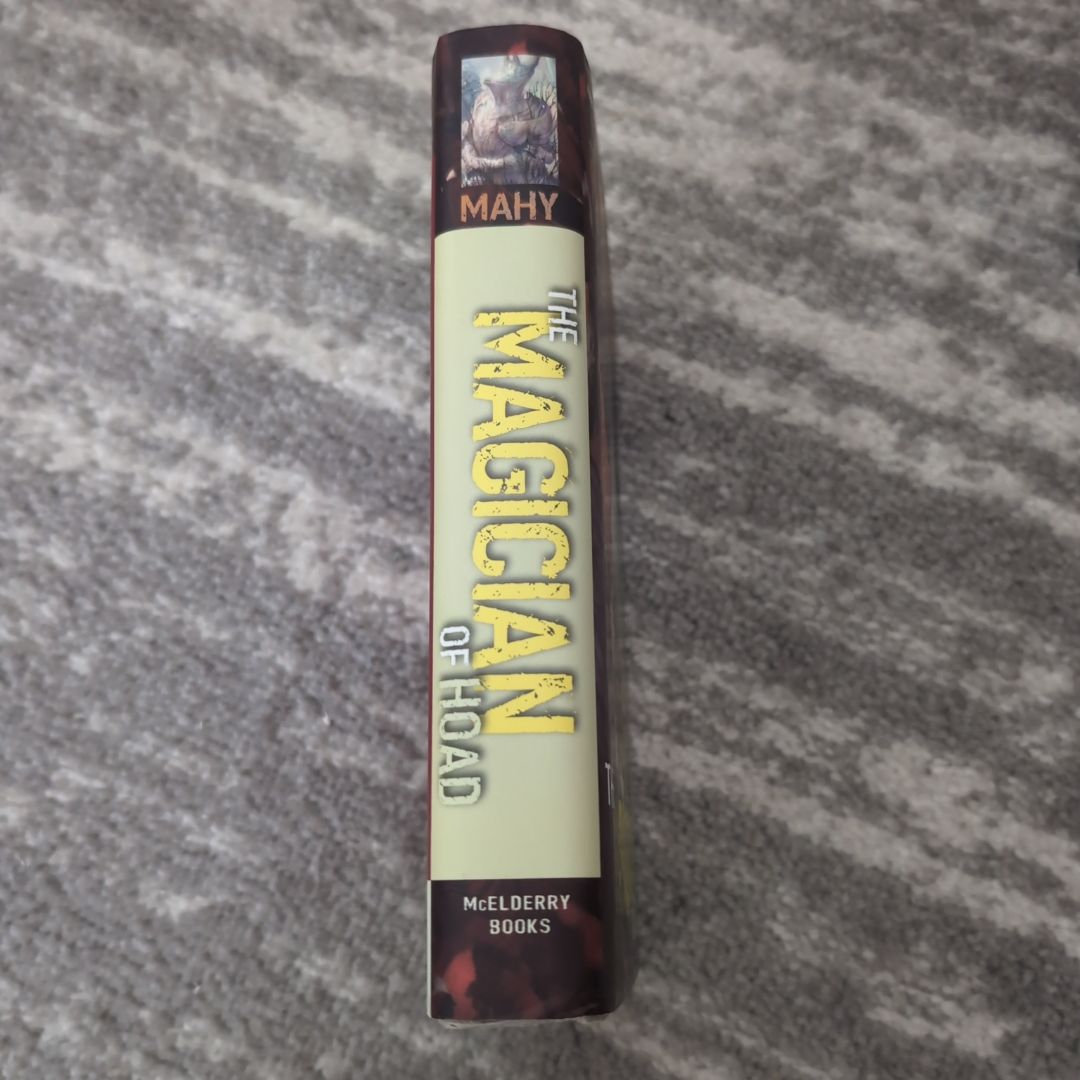 MAHY
THE
MAGICIAN
OF HOAD
McELDERRY
BOOKS